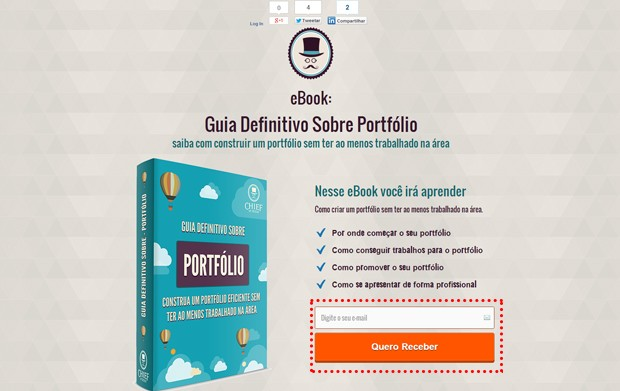 0
4
2
Log in
+1
Tweetar
in Compartilhar
eBook:
Guia Definitivo Sobre Portfólio
saiba com construir um portfólio sem ter ao menos trabalhado na área
CHIEF
GUIA DEFINITIVO SOBRE
PORTFÓLIO
CONSTRUA UM PORTFÓLIO EFICIENTE SEM
TER AO MENOS TRABALHADO NA AREA
GUIA DEFINITIVO SOBRE - PORTFÓLIO
Nesse eBook você irá aprender
Como criar um portfólio sem ter ao menos trabalhado na área.
Por onde começar o seu portfólio
Como conseguir trabalhos para o portfólio
Como promover o seu portfólio
Como se apresentar de forma profissional
Digite o seu e-mail
Quero Receber